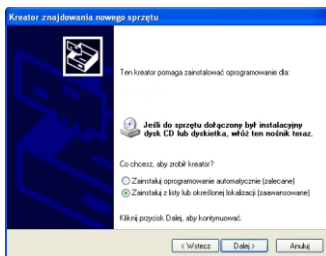 Kreator znajdowania nowego sprzętu
Ten kreator pomaga zainstalować oprogramowanie dla:
Jeśli do sprzętu dołączony był instalacyjny
dysk CD lub dyskietka, włóż ten nośnik teraz.
Co chcesz, aby zrobił kreator?
Zainstaluj oprogramowanie automatycznie (zalecane)
Zainstaluj z listy lub określonej lokalizacji (zaawansowane)
Kliknij przycisk Dalej, aby kontynuować.
< Wstecz Dalej > Anuluj